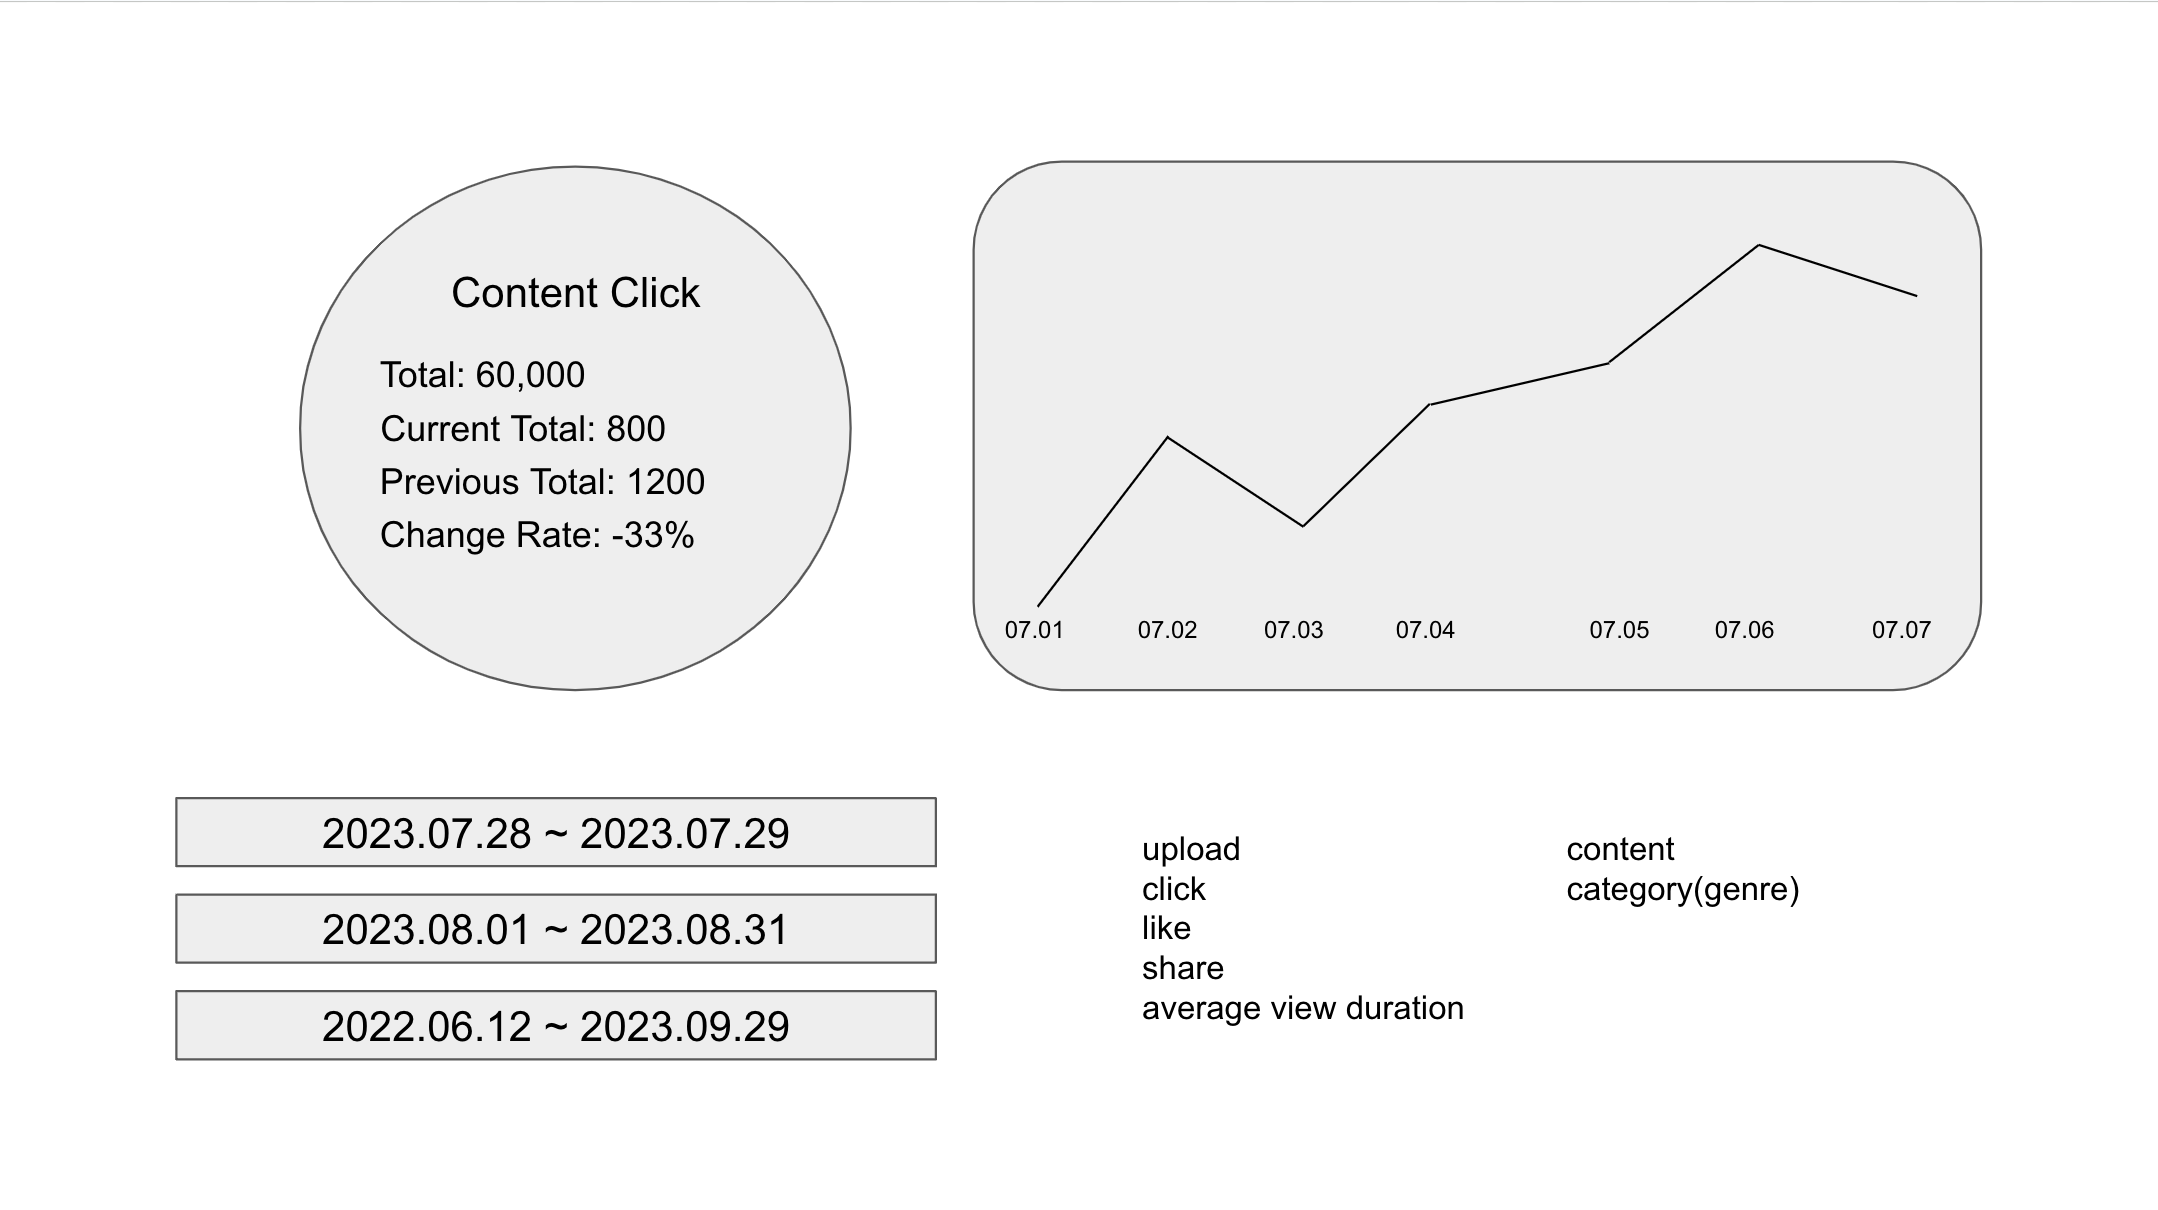 Content Click
Total: 60,000
Current Total: 800
Previous Total: 1200
Change Rate: -33%
07.01 07.02 07.03 07.04 07.05 07.06 07.07
2023.07.28 ~ 2023.07.29
2023.08.01 ~ 2023.08.31
2022.06.12 ~ 2023.09.29
upload
click
like
share
average view duration
content
category(genre)